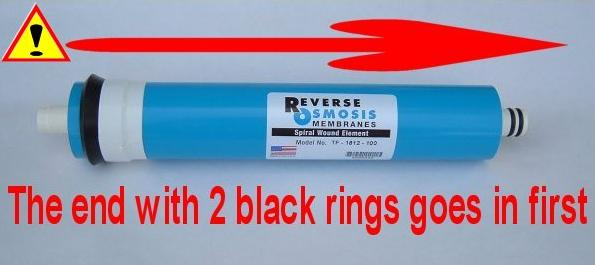 !
REVERSE
OSMOSIS
MEMBRANES
Spiral Wound Element
Model No. TF - 1812 - 100
The end with 2 black rings goes in first